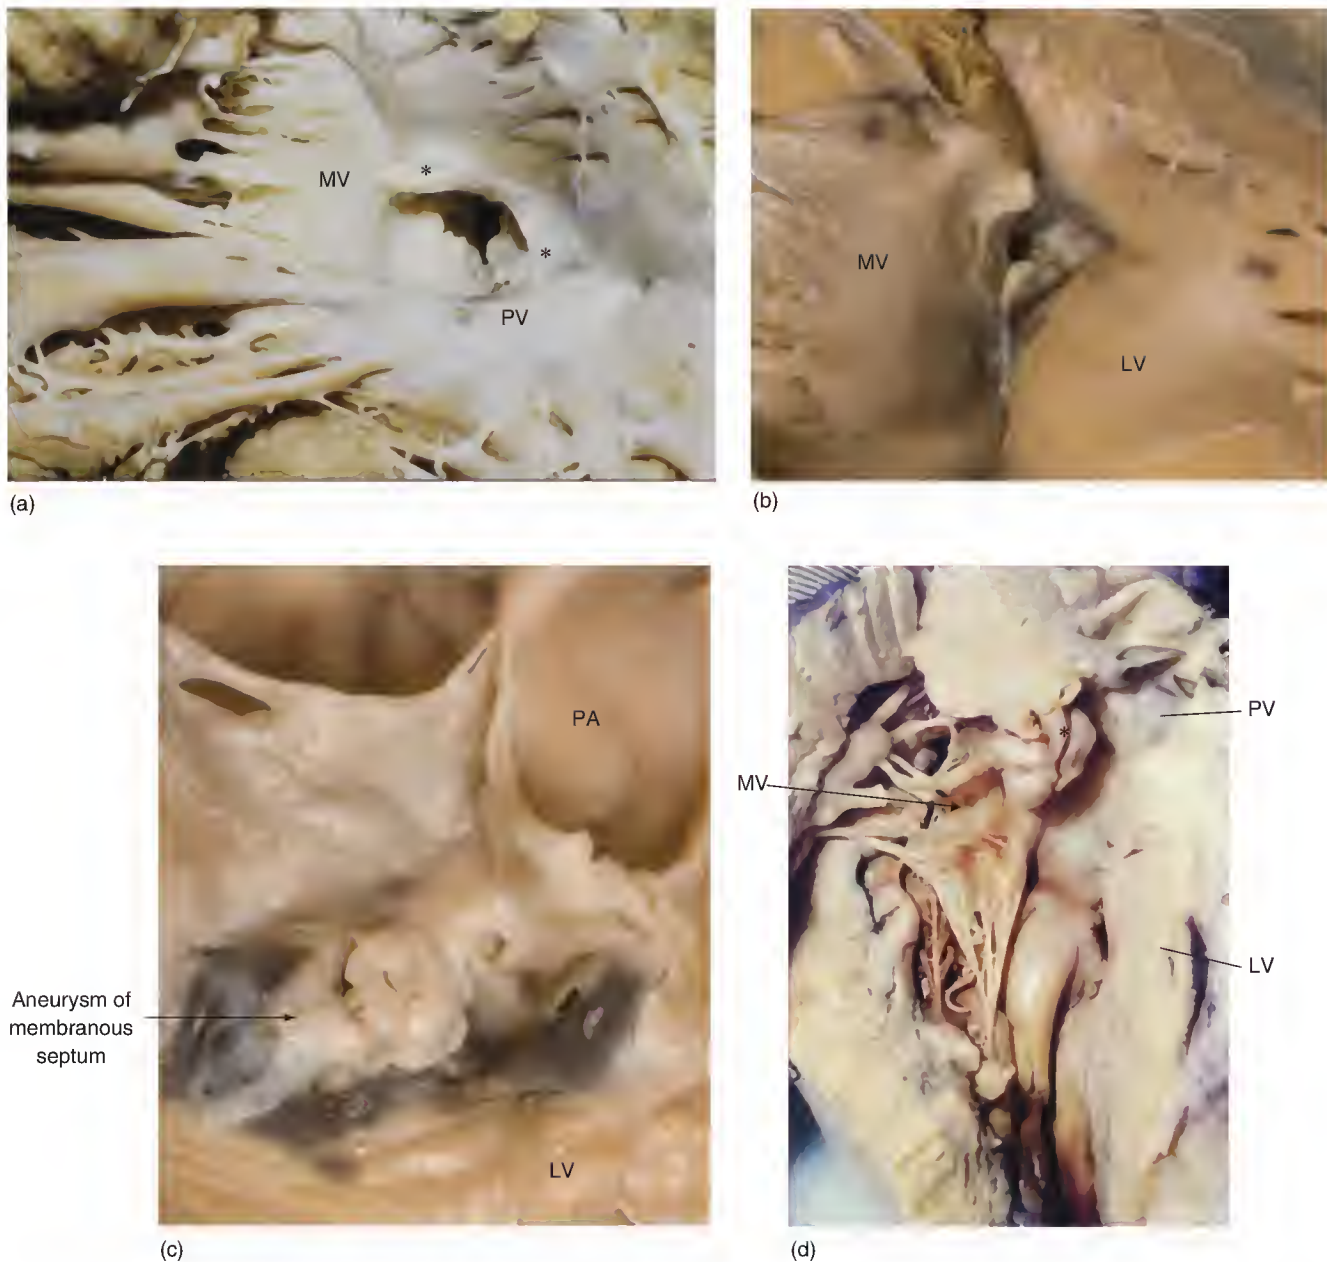 MV
*
*
PV
(a)
MV
LV
(b)
PA
Aneurysm of
membranous
septum
LV
(c)
PV
*
MV
LV
(d)